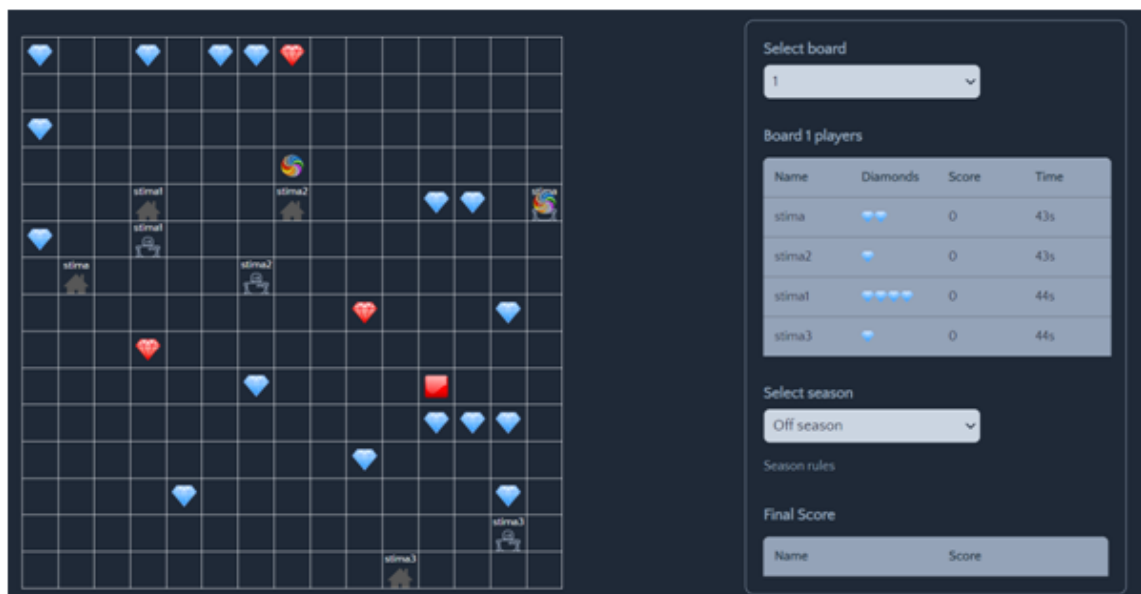 Select board
1
Board 1 players
Name Diamonds Score Time
stima 0 43s
stima2 0 43s
stima1 0 44s
stima3 0 44s
Select season
Off season
Season rules
Final Score
Name Score
stima1
stima2
stima
stima1
stima
stima2
stima3
stima3